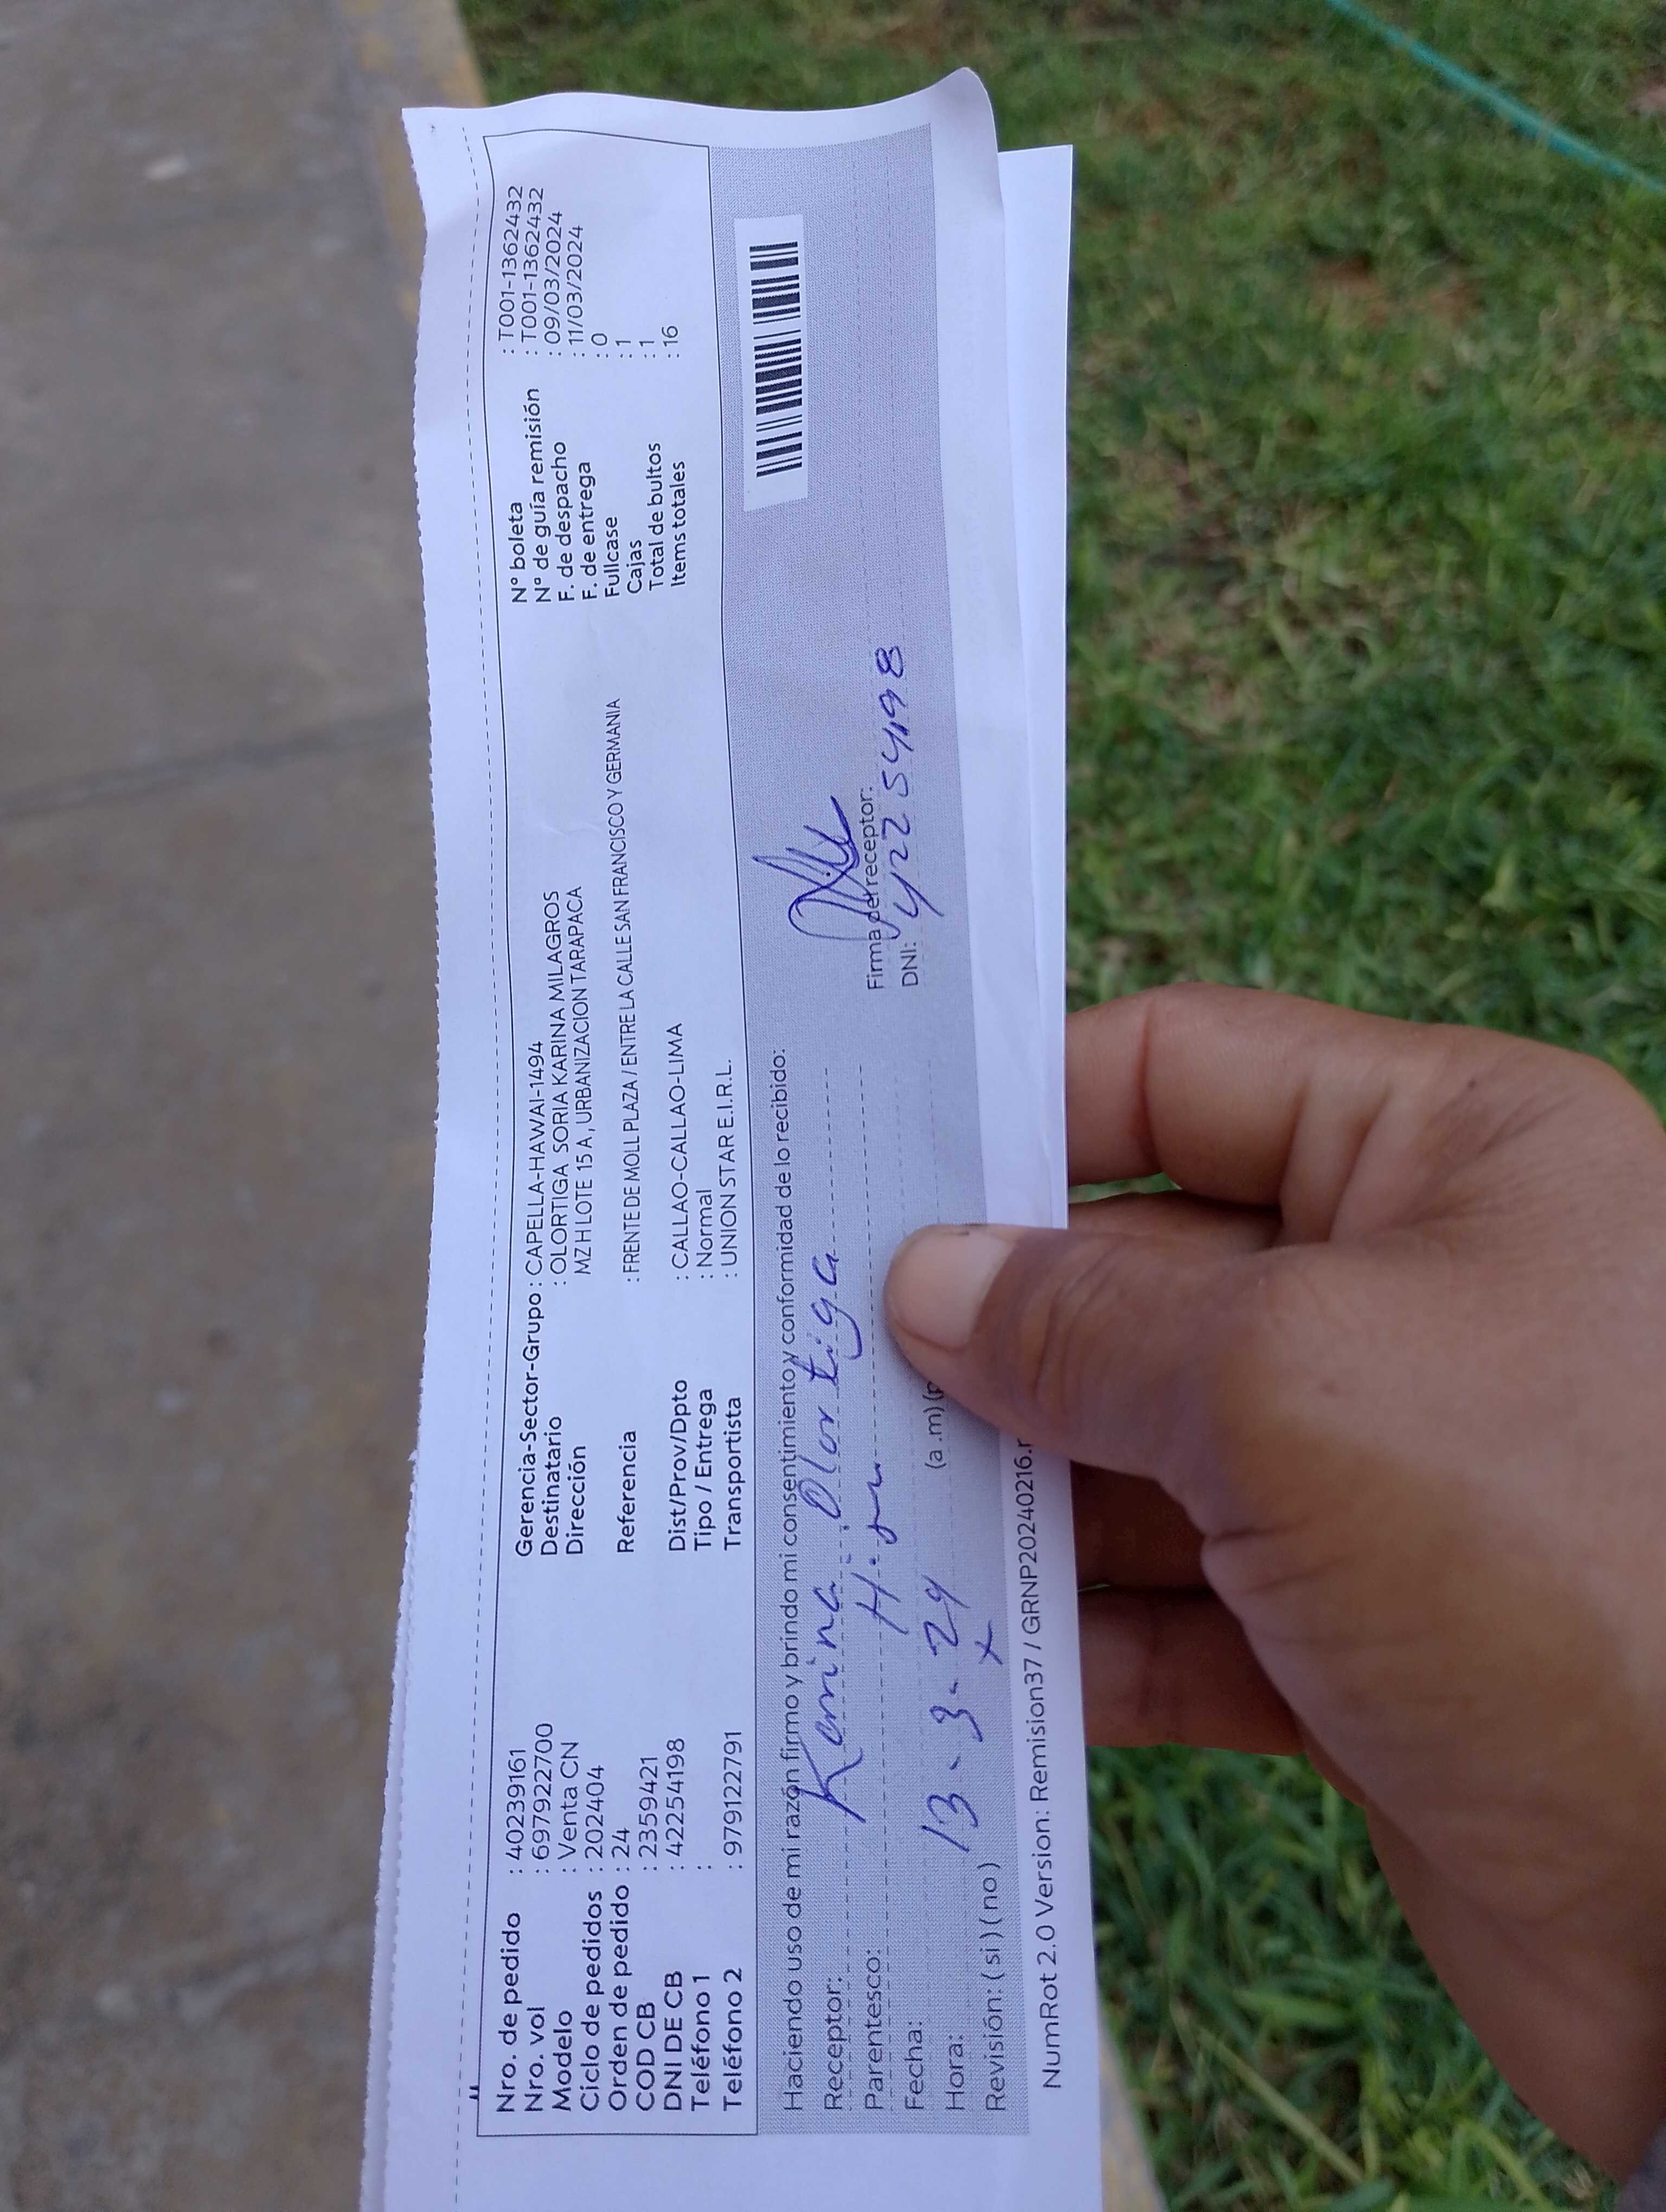 Nro. de pedido : 40239161
Nro. vol : 697922700
Modelo : Venta CN
Ciclo de pedidos : 202404
Orden de pedido : 24
COD CB : 2359421
DNI DE CB : 42254198
Teléfono 1 :
Teléfono 2 : 979122791
Gerencia-Sector-Grupo : CAPELLA-HAWAI-1494
Destinatario : OLORTIGA SORIA KARINA MILAGROS
Dirección MZ H LOTE 15 A , URBANIZACION TARAPACA
Referencia : FRENTE DE MOLL PLAZA / ENTRE LA CALLE SAN FRANCISCO Y GERMANIA
Dist/Prov/Dpto : CALLAO-CALLAO-LIMA
Tipo / Entrega : Normal
Transportista : UNION STAR E.I.R.L.
N° boleta : T001-1362432
N° de guía remisión : T001-1362432
F. de despacho : 09/03/2024
F. de entrega : 11/03/2024
Fullcase : 0
Cajas : 1
Total de bultos : 1
Items totales : 16
Haciendo uso de mi razón firmo y brindo mi consentimiento y conformidad de lo recibido:
Receptor: Karina Olortiga
Parentesco:
Fecha: 13. 3. 24
Hora: (a .m) (p
Revisión: ( si ) ( no ) x
Firma del receptor:
DNI: 42254198
NumRot 2.0 Version: Remision37 / GRNP20240216.r